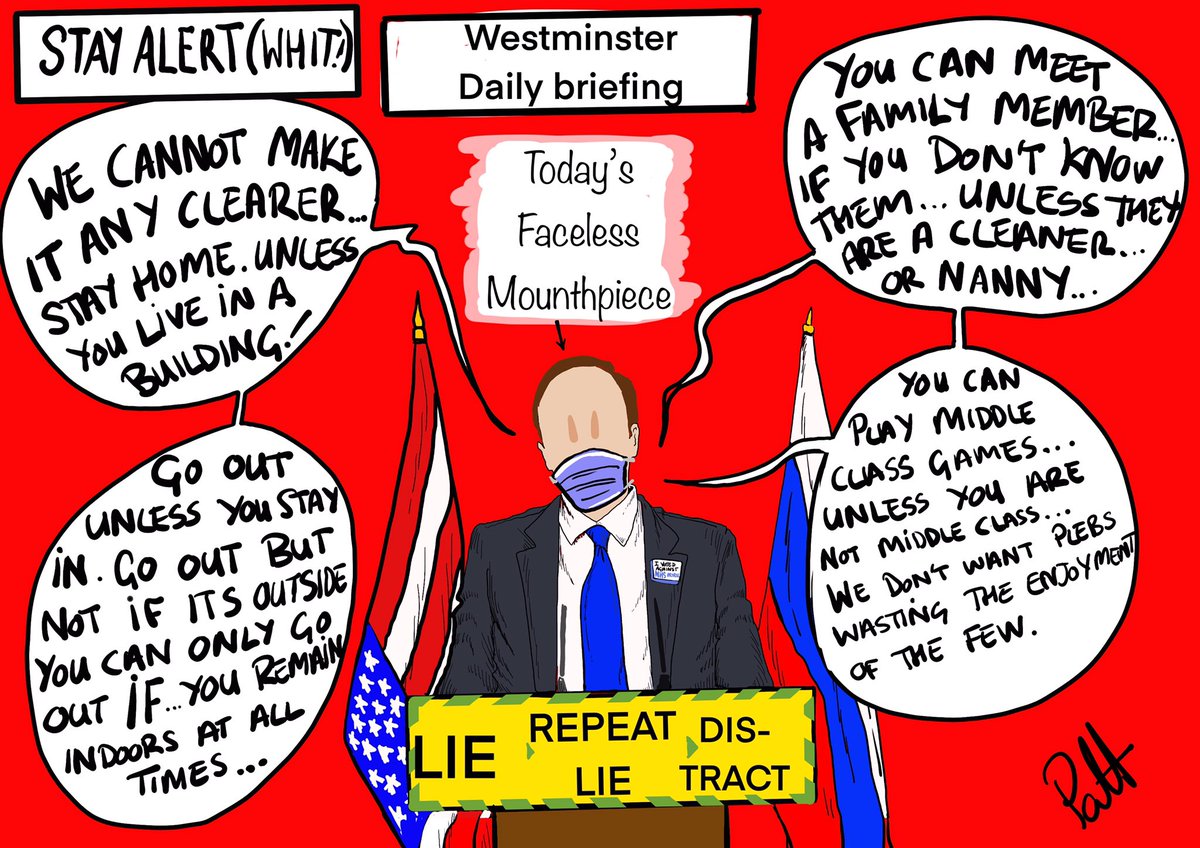 STAY ALERT (WHIT?)
Westminster
Daily briefing
Today's
Faceless
Mounthpiece
WE CANNOT MAKE
IT ANY CLEARER...
STAY HOME. UNLESS
YOU LIVE IN A
BUILDING!
GO OUT
UNLESS YOU STAY
IN. GO OUT BUT
NOT IF ITS OUTSIDE
YOU CAN ONLY GO
OUT IF... YOU REMAIN
INDOORS AT ALL
TIMES...
YOU CAN MEET
A FAMILY MEMBER...
IF YOU DON'T KNOW
THEM... UNLESS THEY
ARE A CLEANER...
OR NANNY...
YOU CAN
PLAY MIDDLE
CLASS GAMES...
UNLESS YOU ARE
NOT MIDDLE CLASS...
WE DON'T WANT PLEBS
WASTING THE ENJOYMENT
OF THE FEW.
I VOTED
AGAINST
LIE
REPEAT
LIE
DIS-
TRACT